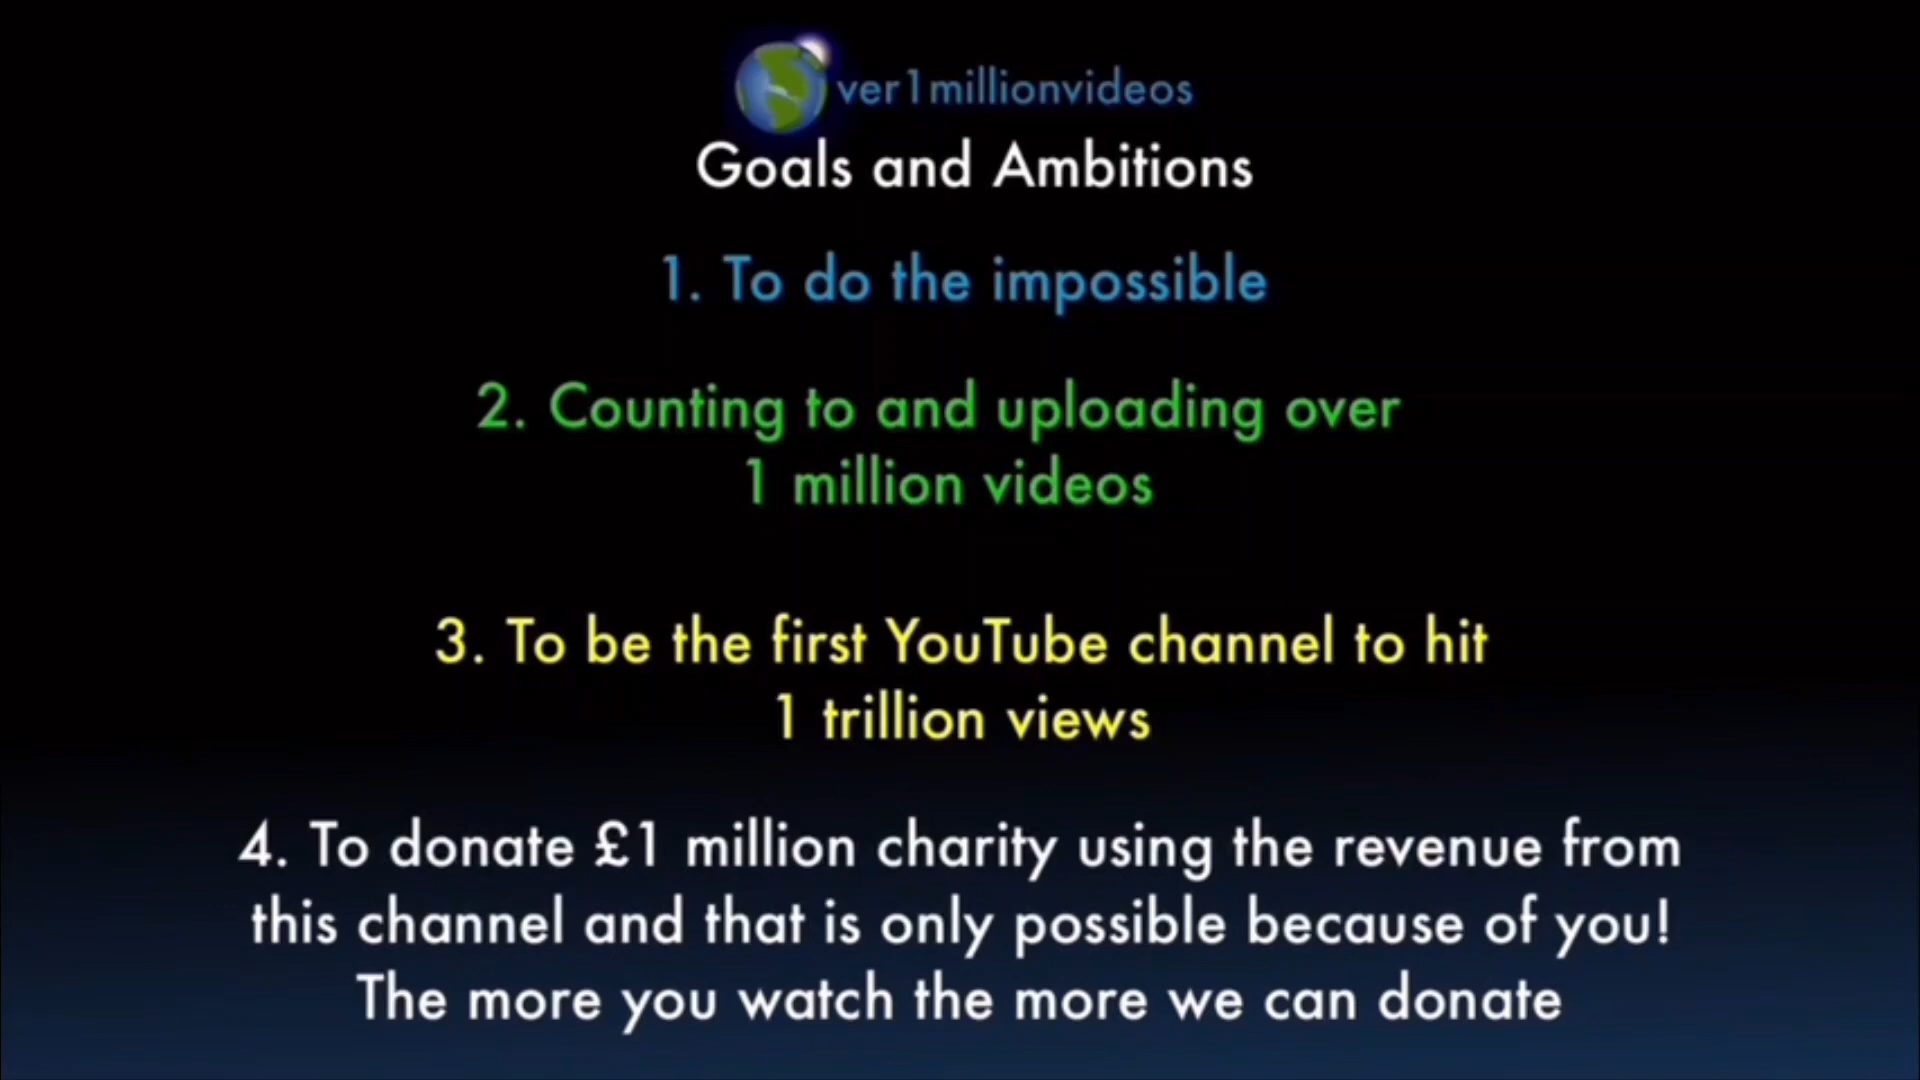 ver1millionvideos
Goals and Ambitions
1. To do the impossible
2. Counting to and uploading over
1 million videos
3. To be the first YouTube channel to hit
1 trillion views
4. To donate £1 million charity using the revenue from
this channel and that is only possible because of you!
The more you watch the more we can donate